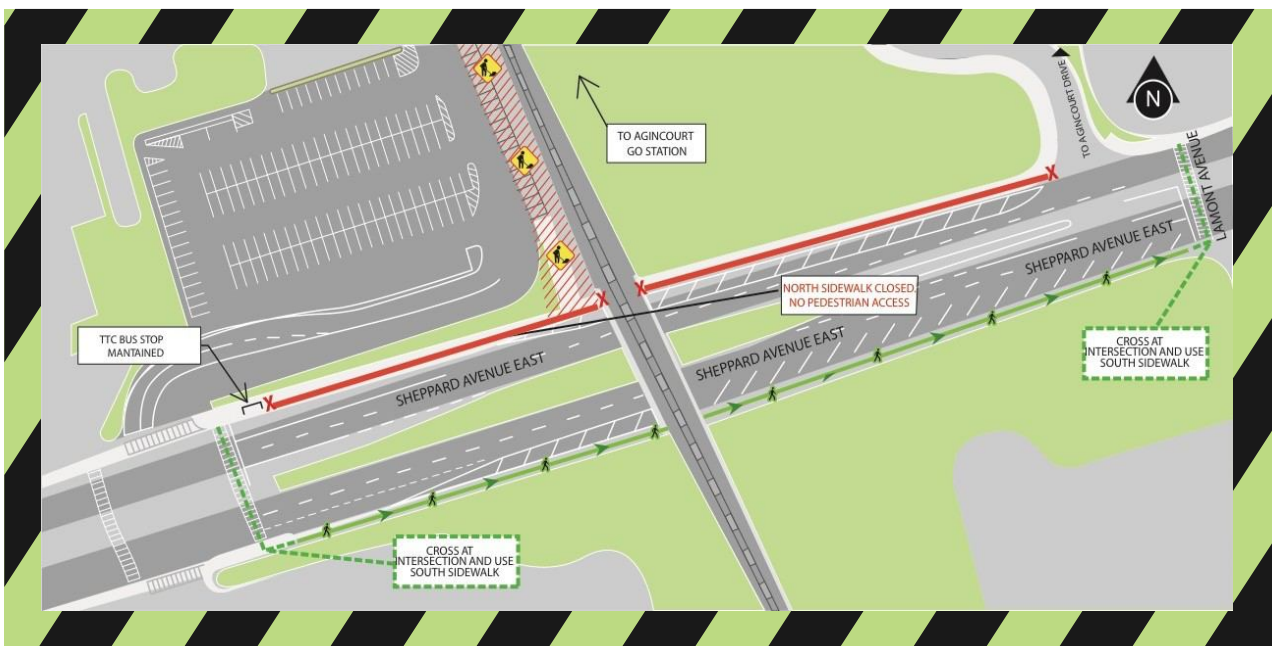 TO AGINCOURT DRIVE
N
TO AGINCOURT
GO STATION
LAMONT AVENUE
SHEPPARD AVENUE EAST
NORTH SIDEWALK CLOSED,
NO PEDESTRIAN ACCESS
TTC BUS STOP
MANTAINED
SHEPPARD AVENUE EAST
SHEPPARD AVENUE EAST
CROSS AT
INTERSECTION AND USE
SOUTH SIDEWALK
CROSS AT
INTERSECTION AND USE
SOUTH SIDEWALK